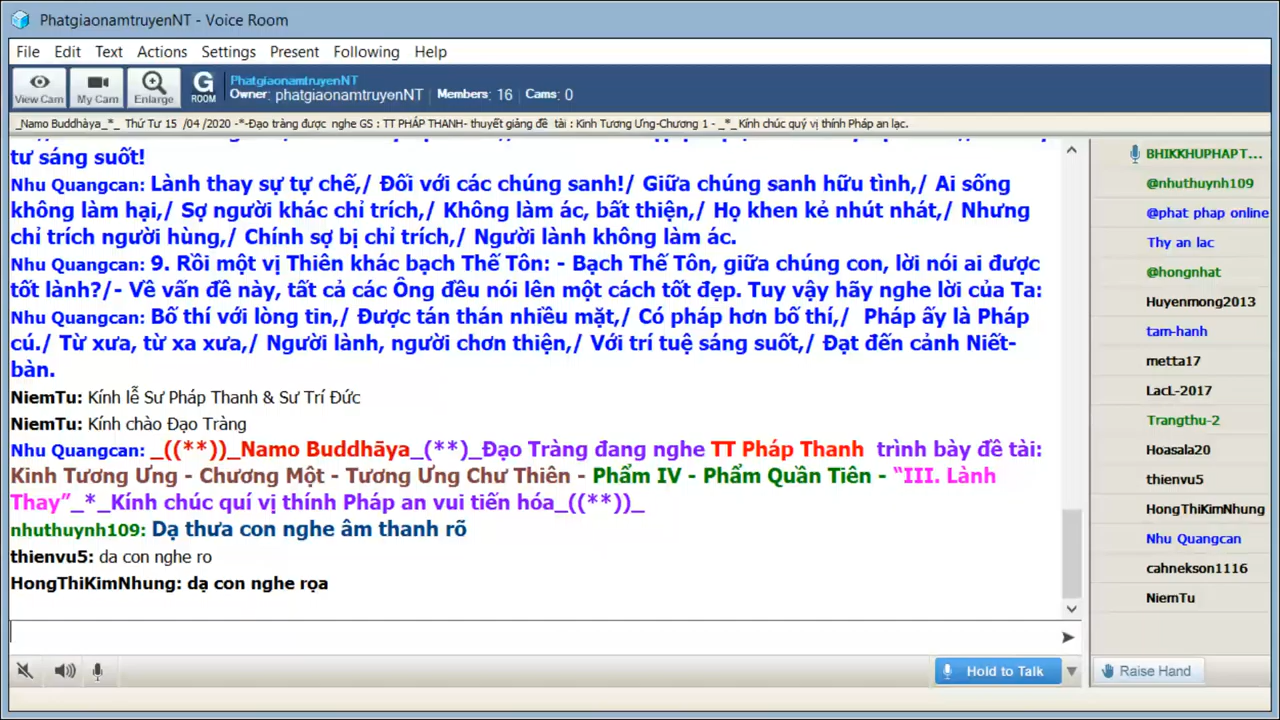 PhatgiaonamtruyenNT - Voice Room
File Edit Text Actions Settings Present Following Help
View Cam My Cam Enlarge G ROOM
PhatgiaonamtruyenNT
Owner: phatgiaonamtruyenNT Members: 16 Cams: 0
_Namo Buddhàya_*_ Thứ Tư 15 /04 /2020 -*-Đạo tràng được nghe GS : TT PHÁP THANH- thuyết giảng đề tài : Kinh Tương Ưng-Chương 1 - _*_ Kính chúc quý vị thính Pháp an lạc.
tư sáng suốt!
Nhu Quangcan: Lành thay sự tự chế,/ Đối với các chúng sanh!/ Giữa chúng sanh hữu tình,/ Ai sống
không làm hại,/ Sợ người khác chỉ trích,/ Không làm ác, bất thiện,/ Họ khen kẻ nhút nhát,/ Nhưng
chỉ trích người hùng,/ Chính sợ bị chỉ trích,/ Người lành không làm ác.
Nhu Quangcan: 9. Rồi một vị Thiên khác bạch Thế Tôn: - Bạch Thế Tôn, giữa chúng con, lời nói ai được
tốt lành?/- Về vấn đề này, tất cả các Ông đều nói lên một cách tốt đẹp. Tuy vậy hãy nghe lời của Ta:
Nhu Quangcan: Bố thí với lòng tin,/ Được tán thán nhiều mặt,/ Có pháp hơn bố thí,/ Pháp ấy là Pháp
cú./ Từ xưa, từ xa xưa,/ Người lành, người chơn thiện,/ Với trí tuệ sáng suốt,/ Đạt đến cảnh Niết-
bàn.
NiemTu: Kính lễ Sư Pháp Thanh & Sư Trí Đức
NiemTu: Kính chào Đạo Tràng
Nhu Quangcan: _((**))_Namo Buddhāya_(**)_Đạo Tràng đang nghe TT Pháp Thanh trình bày đề tài:
Kinh Tương Ưng - Chương Một - Tương Ưng Chư Thiên - Phẩm IV - Phẩm Quần Tiên - “III. Lành
Thay”_*_Kính chúc quí vị thính Pháp an vui tiến hóa_((**))_
nhuthuynh109: Dạ thưa con nghe âm thanh rõ
thienvu5: da con nghe ro
HongThiKimNhung: dạ con nghe rọa
Hold to Talk
BHIKKHUPHAPT...
@nhuthuynh109
@phat phap online
Thy an lac
@hongnhat
Huyenmong2013
tam-hanh
metta17
LacL-2017
Trangthu-2
Hoasala20
thienvu5
HongThiKimNhung
Nhu Quangcan
cahnekson1116
NiemTu
Raise Hand